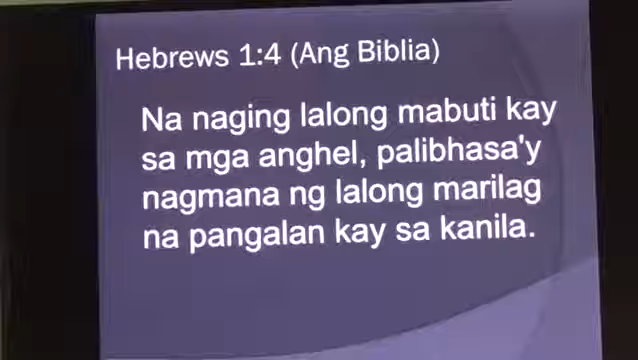 Hebrews 1:4 (Ang Biblia)
Na naging lalong mabuti kay
sa mga anghel, palibhasa'y
nagmana ng lalong marilag
na pangalan kay sa kanila.